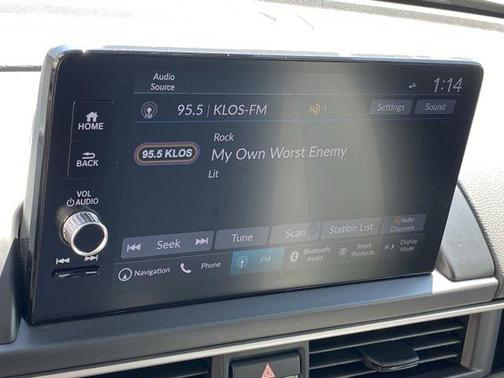 Audio
Source
1:14
95.5 | KLOS-FM
HD 1
Settings
Sound
HOME
BACK
VOL
AUDIO
Rock
95.5 KLOS
My Own Worst Enemy
Lit
Seek
Tune
Scan
Station List
Radio
Channels
Navigation
Phone
FM
Bluetooth
Audio
Smart
Shortcuts
Display
Mode